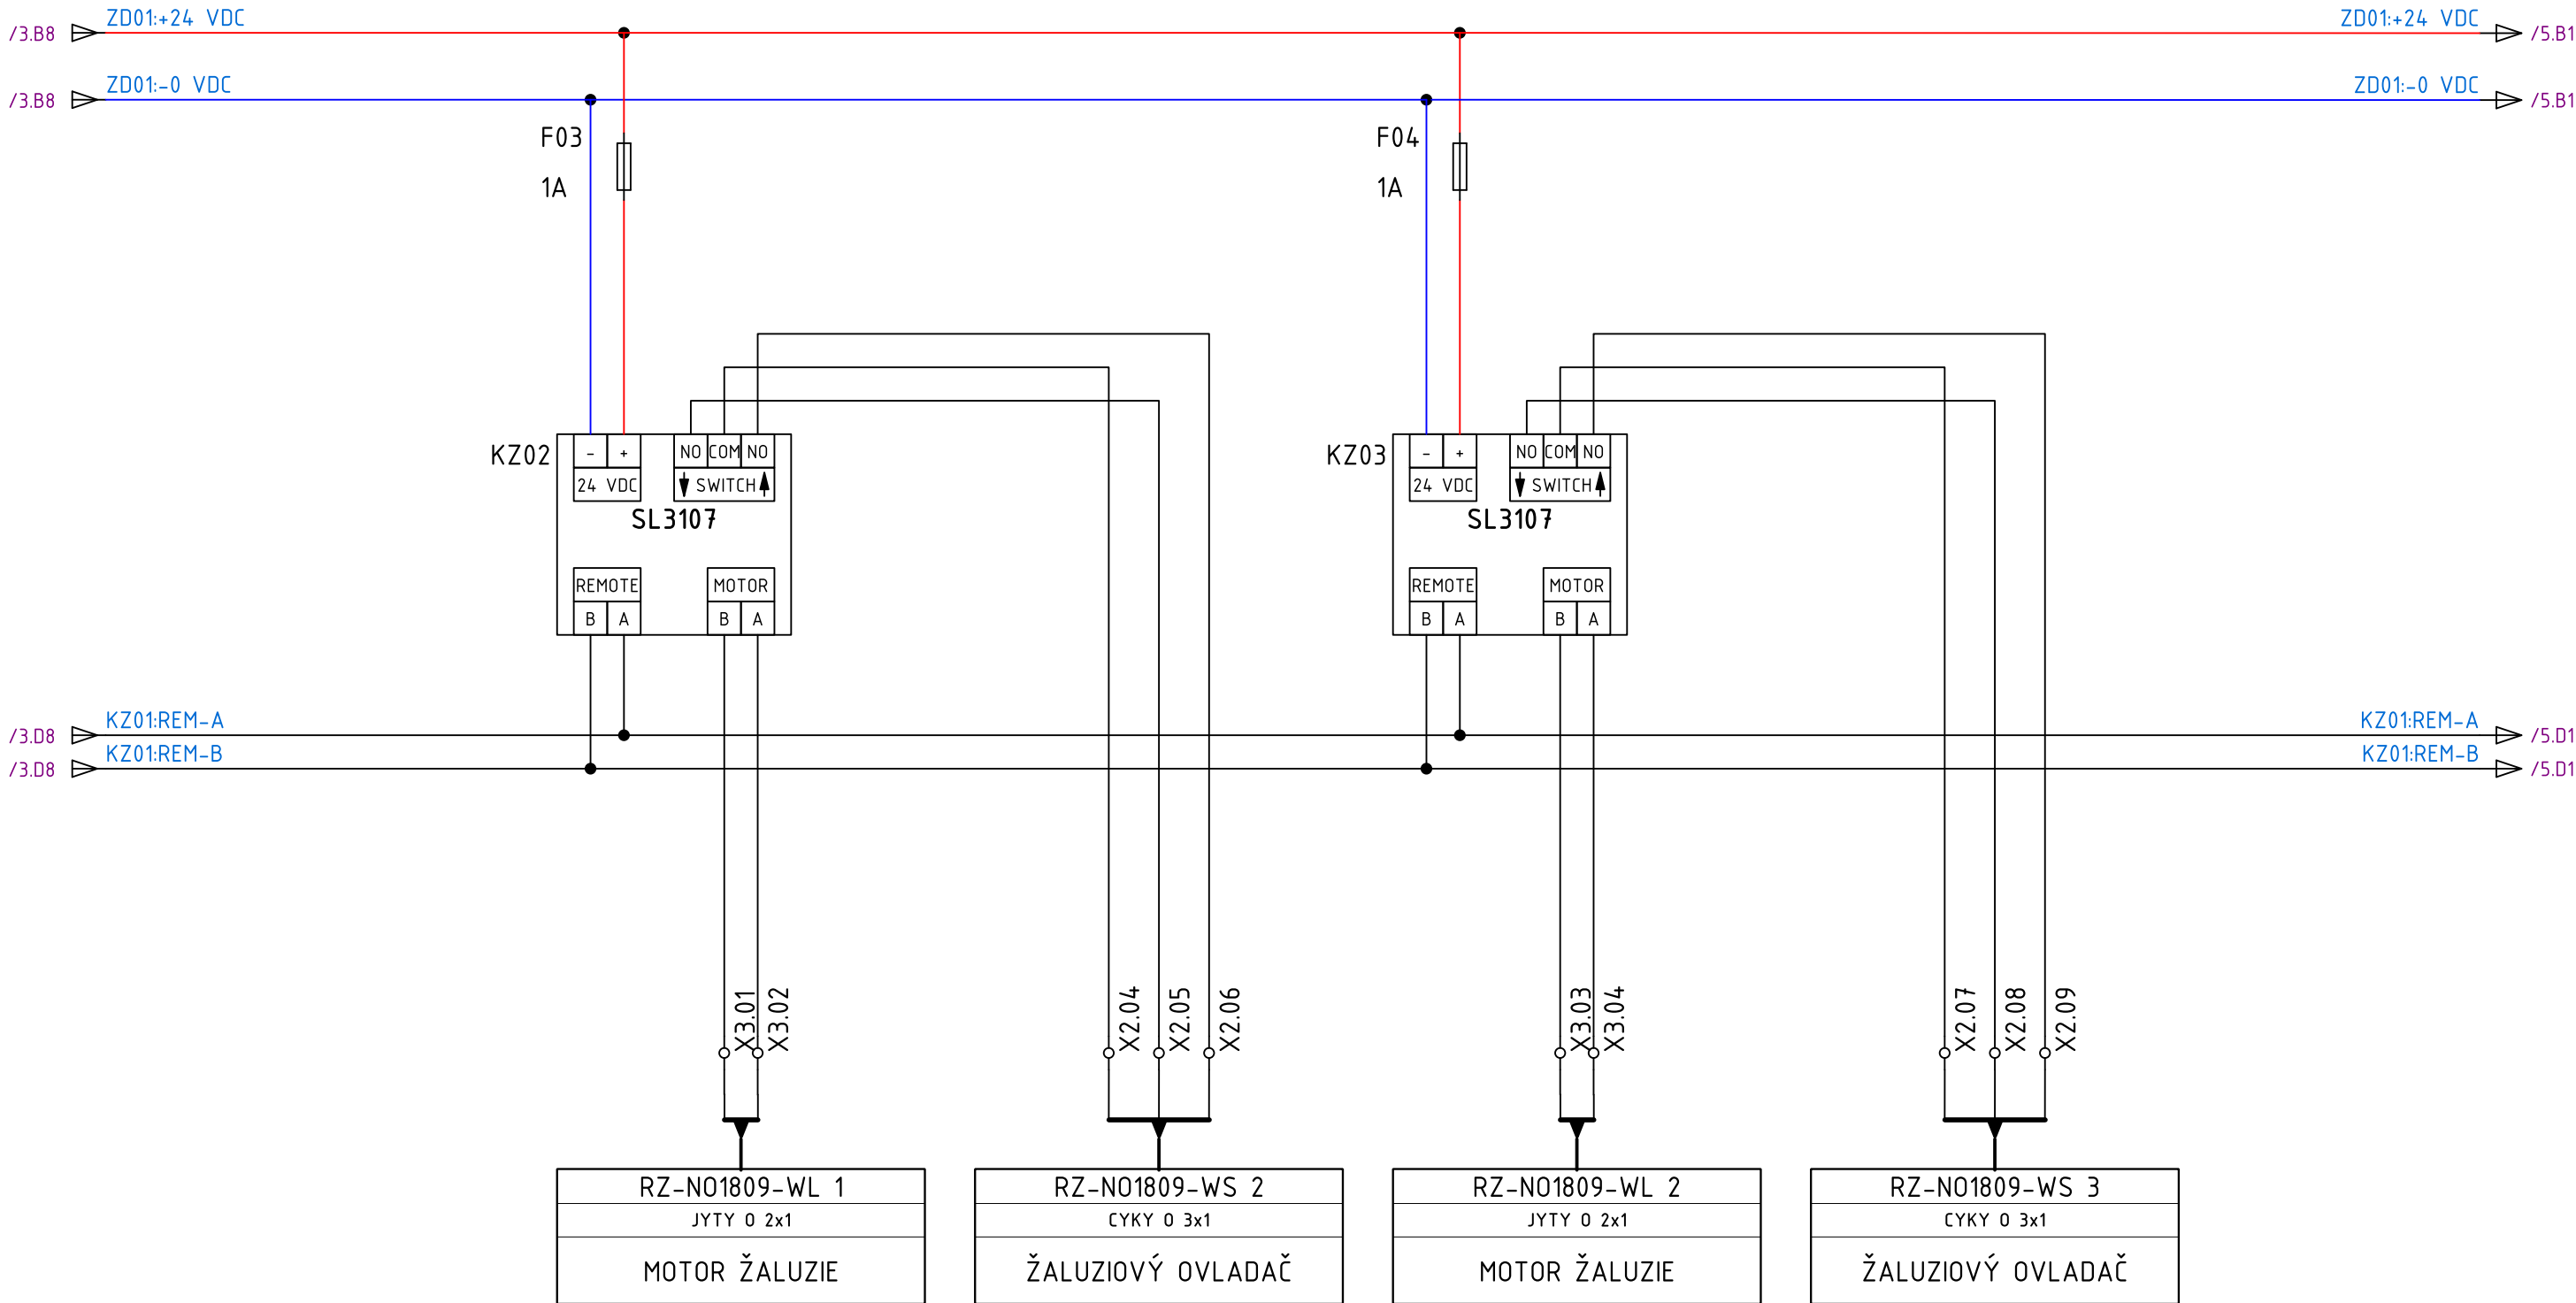 /3.B8 ZD01:+24 VDC ZD01:+24 VDC /5.B1
/3.B8 ZD01:-0 VDC ZD01:-0 VDC /5.B1
F03
1A
F04
1A
KZ02
- + NO COM NO
24 VDC SWITCH
SL3107
REMOTE MOTOR
B A B A
KZ03
- + NO COM NO
24 VDC SWITCH
SL3107
REMOTE MOTOR
B A B A
/3.D8 KZ01:REM-A KZ01:REM-A /5.D1
/3.D8 KZ01:REM-B KZ01:REM-B /5.D1
X3.01
X3.02
X2.04
X2.05
X2.06
X3.03
X3.04
X2.07
X2.08
X2.09
RZ-NO1809-WL 1
JYTY O 2x1
MOTOR ŽALUZIE
RZ-NO1809-WS 2
CYKY O 3x1
ŽALUZIOVÝ OVLADAČ
RZ-NO1809-WL 2
JYTY O 2x1
MOTOR ŽALUZIE
RZ-NO1809-WS 3
CYKY O 3x1
ŽALUZIOVÝ OVLADAČ